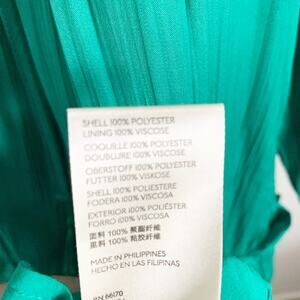 SHELL 100% POLYESTER
LINING 100% VISCOSE
COQUILLE 100% POLYESTER
DOUBLURE 100% VISCOSE
OBERSTOFF 100% POLYESTER
FUTTER 100% VISKOSE
SHELL 100% POLIESTERE
FODERA 100% VISCOSA
EXTERIOR 100% POLIÉSTER
FORRO 100% VISCOSA
面料 100% 聚酯纤维
里料 100% 粘胶纤维
MADE IN PHILIPPINES
HECHO EN LAS FILIPINAS
RN 66170